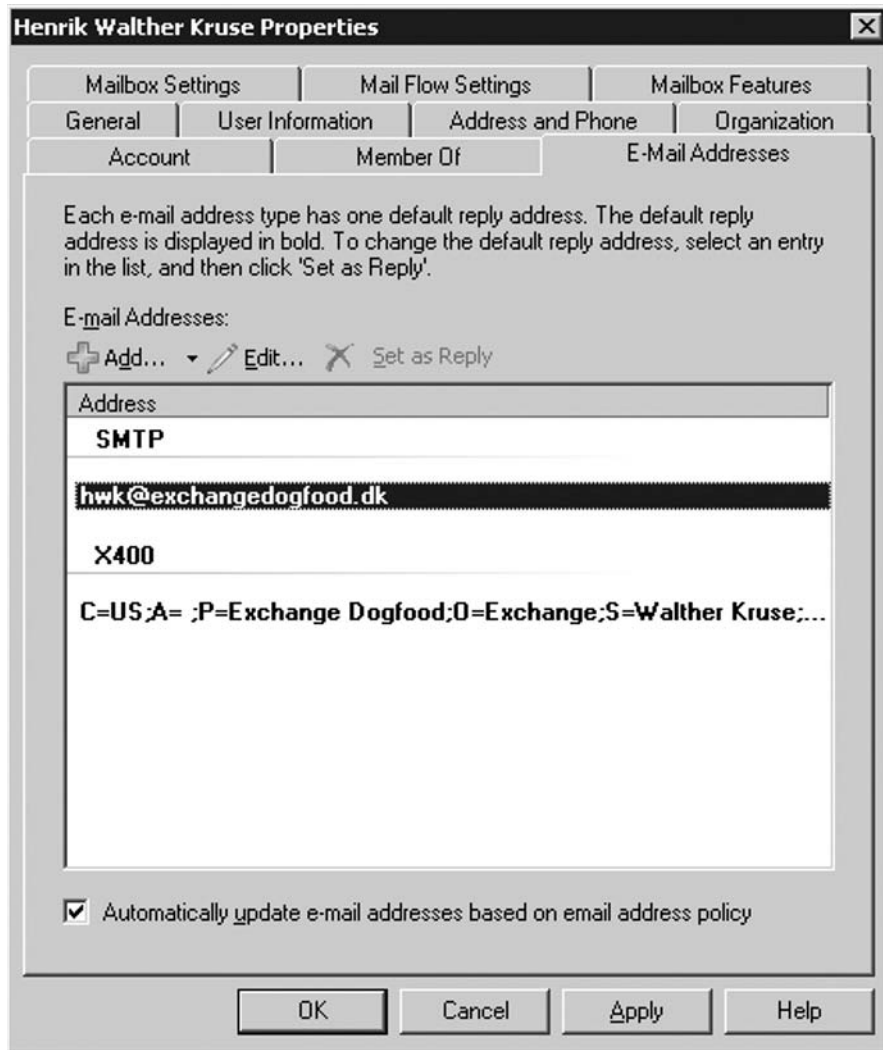 Henrik Walther Kruse Properties
Mailbox Settings Mail Flow Settings Mailbox Features
General User Information Address and Phone Organization
Account Member Of E-Mail Addresses
Each e-mail address type has one default reply address. The default reply
address is displayed in bold. To change the default reply address, select an entry
in the list, and then click 'Set as Reply'.
E-mail Addresses:
Add... Edit... Set as Reply
Address
SMTP
hwk@exchangedogfood.dk
X400
C=US;A= ;P=Exchange Dogfood;O=Exchange;S=Walther Kruse;...
Automatically update e-mail addresses based on email address policy
OK Cancel Apply Help